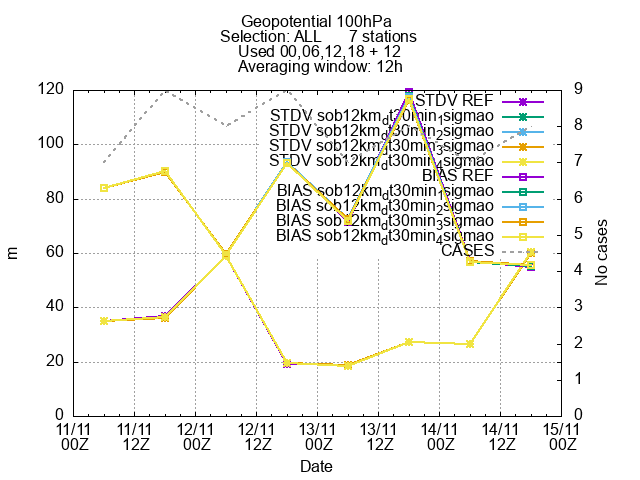 Geopotential 100hPa
Selection: ALL 7 stations
Used 00,06,12,18 + 12
Averaging window: 12h
STDV REF
STDV sob12km_dt30min_1sigmao
STDV sob12km_dt30min_2sigmao
STDV sob12km_dt30min_3sigmao
STDV sob12km_dt30min_4sigmao
BIAS REF
BIAS sob12km_dt30min_1sigmao
BIAS sob12km_dt30min_2sigmao
BIAS sob12km_dt30min_3sigmao
BIAS sob12km_dt30min_4sigmao
CASES
120
100
80
60
40
20
0
m
9
8
7
6
5
4
3
2
1
0
No cases
11/11 11/11 12/11 12/11 13/11 13/11 14/11 14/11 15/11
00Z 12Z 00Z 12Z 00Z 12Z 00Z 12Z 00Z
Date